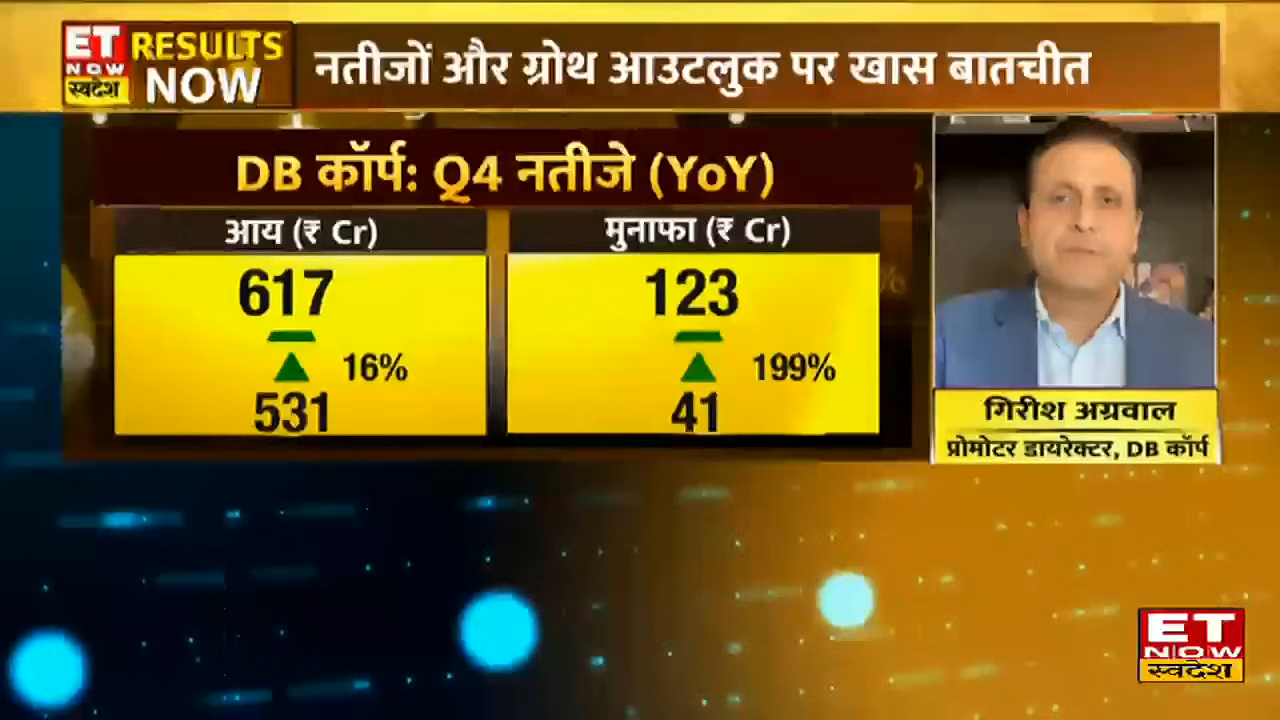 ET NOW स्वदेश
RESULTS NOW
नतीजों और ग्रोथ आउटलुक पर खास बातचीत
DB कॉर्प: Q4 नतीजे (YoY)
आय (₹ Cr)
617
16%
531
मुनाफा (₹ Cr)
123
199%
41
गिरीश अग्रवाल
प्रोमोटर डायरेक्टर, DB कॉर्प
ET
NOW
स्वदेश